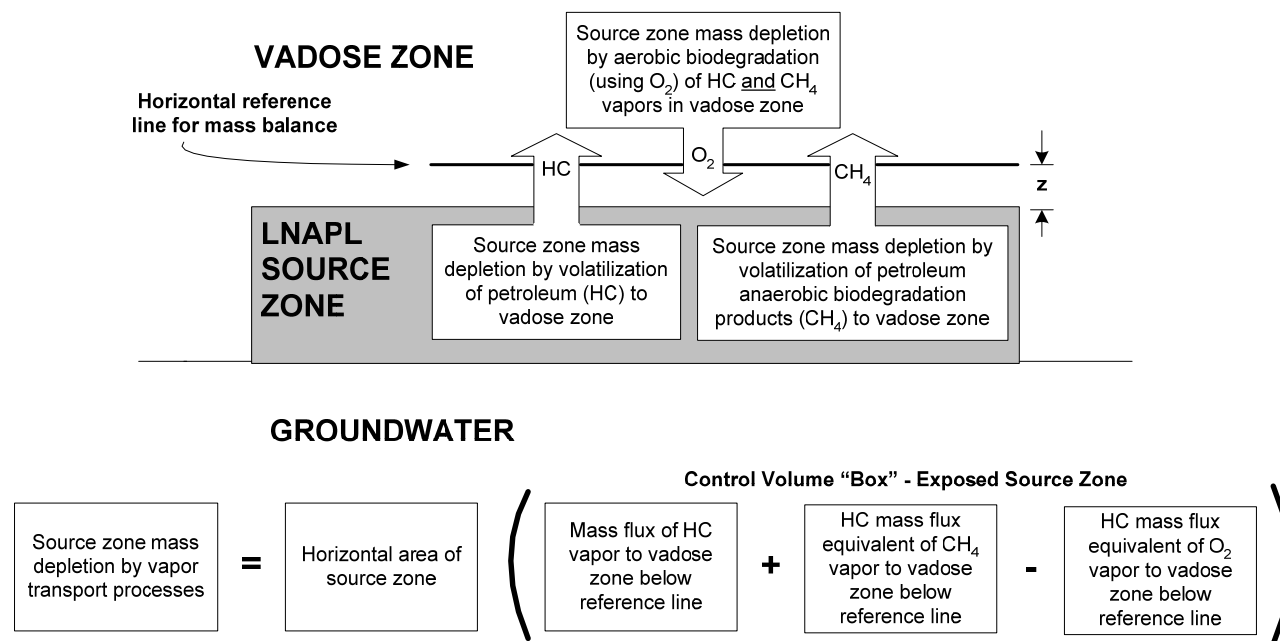 VADOSE ZONE
Horizontal reference
line for mass balance
Source zone mass depletion
by aerobic biodegradation
(using O2) of HC and CH4
vapors in vadose zone
HC
O2
CH4
z
LNAPL
SOURCE
ZONE
Source zone mass
depletion by volatilization
of petroleum (HC) to
vadose zone
Source zone mass depletion by
volatilization of petroleum
anaerobic biodegradation
products (CH4) to vadose zone
GROUNDWATER
Control Volume “Box” - Exposed Source Zone
Source zone mass
depletion by vapor
transport processes
=
Horizontal area of
source zone
(
Mass flux of HC
vapor to vadose
zone below
reference line
+
HC mass flux
equivalent of CH4
vapor to vadose
zone below
reference line
-
HC mass flux
equivalent of O2
vapor to vadose
zone below
reference line
)